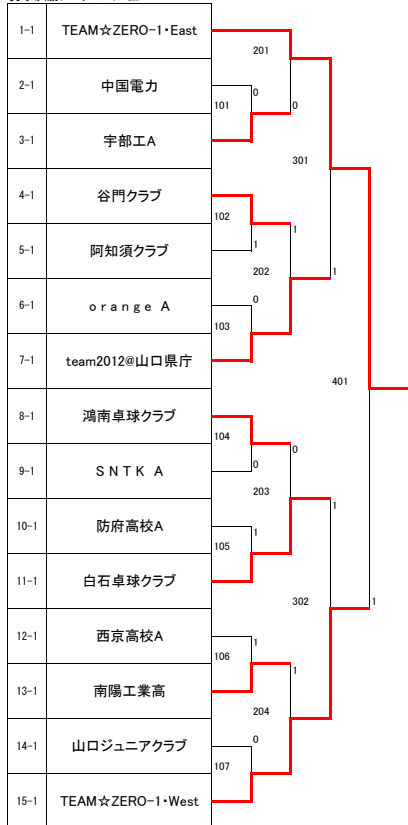 1-1 TEAM☆ZERO-1・East
201
2-1 中国電力
0
101
0
3-1 宇部工A
301
4-1 谷門クラブ
102
1
5-1 阿知須クラブ
1
202
1
6-1 orange A
0
103
7-1 team2012@山口県庁
401
8-1 鴻南卓球クラブ
104
0
9-1 SNTK A
0
203
10-1 防府高校A
1
1
105
11-1 白石卓球クラブ
302
1
12-1 西京高校A
1
106
1
13-1 南陽工業高
204
14-1 山口ジュニアクラブ
0
107
15-1 TEAM☆ZERO-1・West